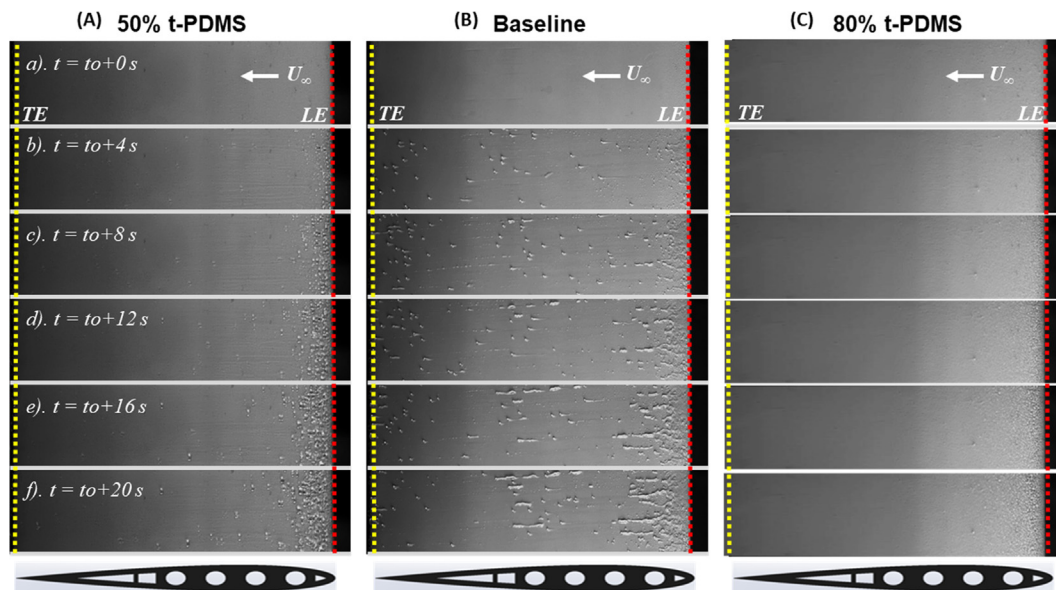 (A) 50% t-PDMS
(B) Baseline
(C) 80% t-PDMS
a). t = to+0 s
U∞
TE
LE
U∞
TE
LE
U∞
TE
LE
b). t = to+4 s
c). t = to+8 s
d). t = to+12 s
e). t = to+16 s
f). t = to+20 s